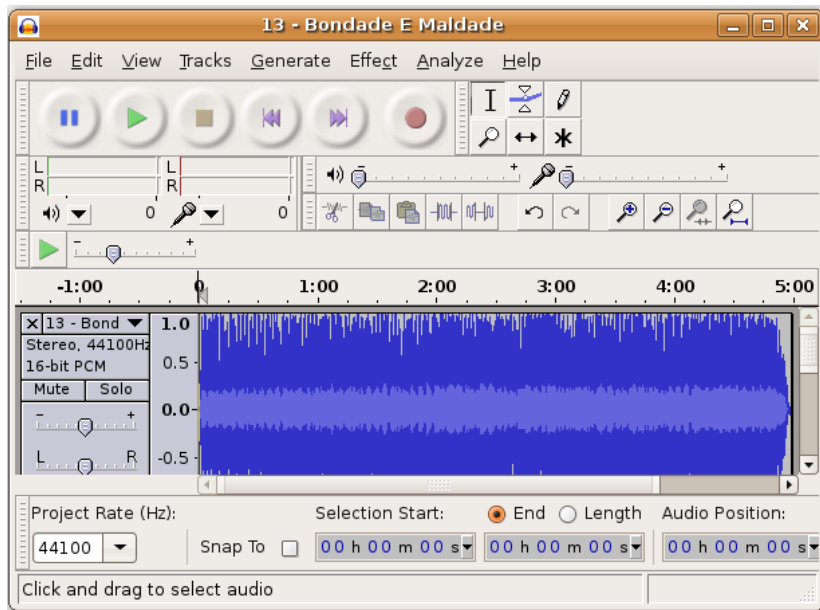 13 - Bondade E Maldade
File Edit View Tracks Generate Effect Analyze Help
L
R
L
R
- +
- +
0
0
- +
-1:00 0 1:00 2:00 3:00 4:00 5:00
13 - Bond
Stereo, 44100Hz
16-bit PCM
Mute Solo
- +
L R
1.0
0.5
0.0
-0.5
Project Rate (Hz):
44100
Snap To
Selection Start:
End Length
Audio Position:
00 h 00 m 00 s
00 h 00 m 00 s
00 h 00 m 00 s
Click and drag to select audio